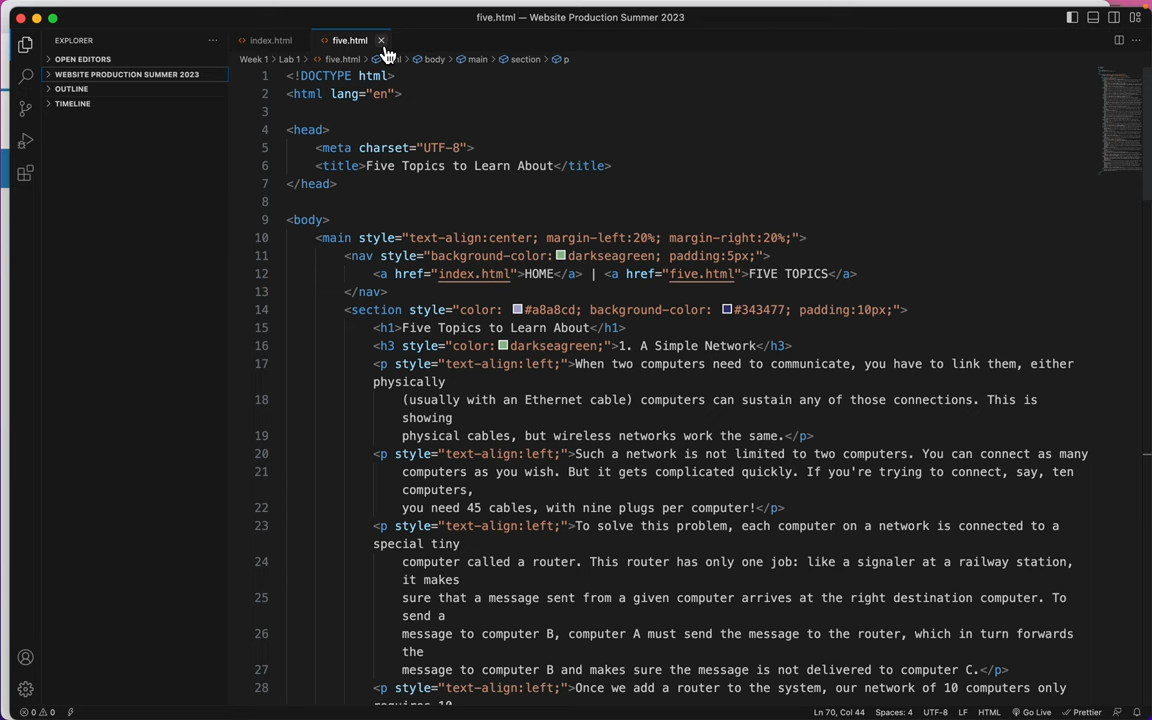 five.html — Website Production Summer 2023
EXPLORER
OPEN EDITORS
WEBSITE PRODUCTION SUMMER 2023
OUTLINE
TIMELINE
<> index.html
<> five.html
Week 1 > Lab 1 > <> five.html > > body > main > section > p
1 <!DOCTYPE html>
2 <html lang="en">
3
4 <head>
5 <meta charset="UTF-8">
6 <title>Five Topics to Learn About</title>
7 </head>
8
9 <body>
10 <main style="text-align:center; margin-left:20%; margin-right:20%;">
11 <nav style="background-color:darkseagreen; padding:5px;">
12 <a href="index.html">HOME</a> | <a href="five.html">FIVE TOPICS</a>
13 </nav>
14 <section style="color: #a8a8cd; background-color: #343477; padding:10px;">
15 <h1>Five Topics to Learn About</h1>
16 <h3 style="color:darkseagreen;">1. A Simple Network</h3>
17 <p style="text-align:left;">When two computers need to communicate, you have to link them, either
physically
18 (usually with an Ethernet cable) computers can sustain any of those connections. This is
showing
19 physical cables, but wireless networks work the same.</p>
20 <p style="text-align:left;">Such a network is not limited to two computers. You can connect as many
21 computers as you wish. But it gets complicated quickly. If you're trying to connect, say, ten
computers,
22 you need 45 cables, with nine plugs per computer!</p>
23 <p style="text-align:left;">To solve this problem, each computer on a network is connected to a
special tiny
24 computer called a router. This router has only one job: like a signaler at a railway station,
it makes
25 sure that a message sent from a given computer arrives at the right destination computer. To
send a
26 message to computer B, computer A must send the message to the router, which in turn forwards
the
27 message to computer B and makes sure the message is not delivered to computer C.</p>
28 <p style="text-align:left;">Once we add a router to the system, our network of 10 computers only
requires 10
0 0 Ln 70, Col 44 Spaces: 4 UTF-8 LF HTML Go Live Prettier